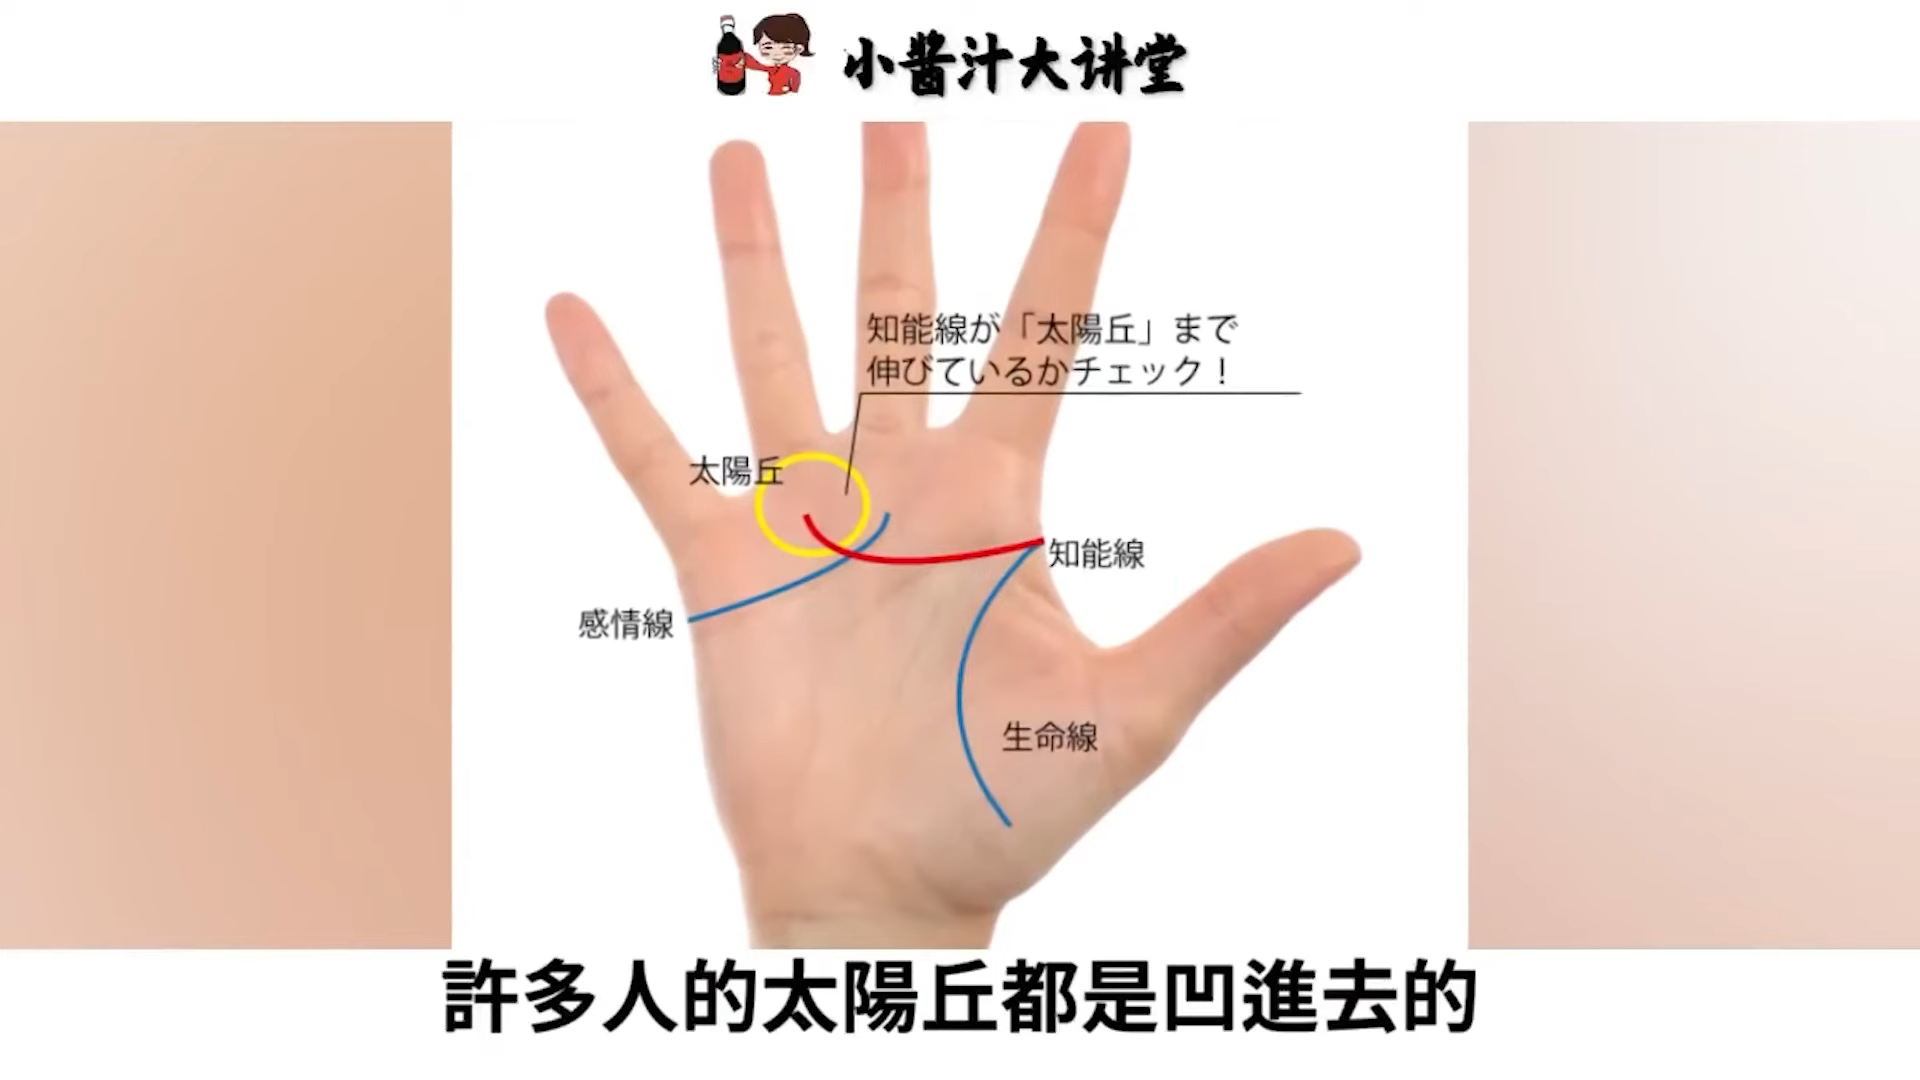 小酱汁大讲堂
知能線が「太陽丘」まで
伸びているかチェック！
太陽丘
知能線
感情線
生命線
許多人的太陽丘都是凹進去的